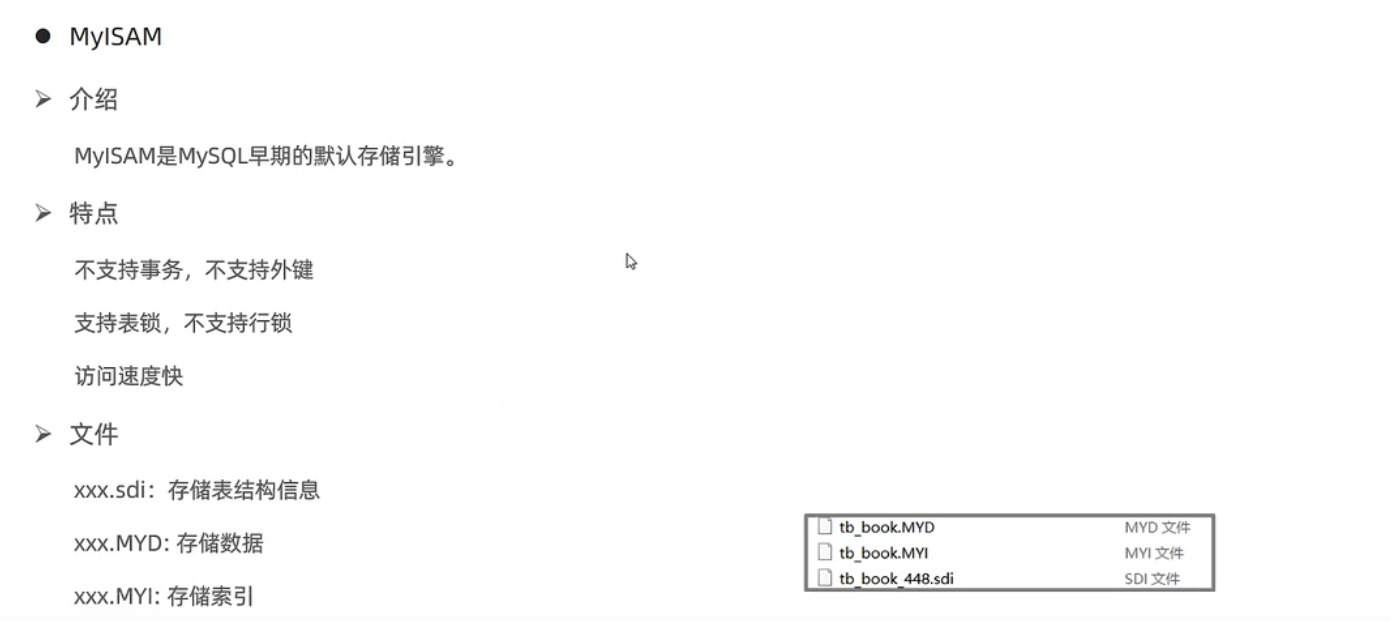 MyISAM
介绍
MyISAM是MySQL早期的默认存储引擎。
特点
不支持事务，不支持外键
支持表锁，不支持行锁
访问速度快
文件
xxx.sdi：存储表结构信息
xxx.MYD: 存储数据
xxx.MYI: 存储索引
tb_book.MYD MYD 文件
tb_book.MYI MYI 文件
tb_book_448.sdi SDI 文件